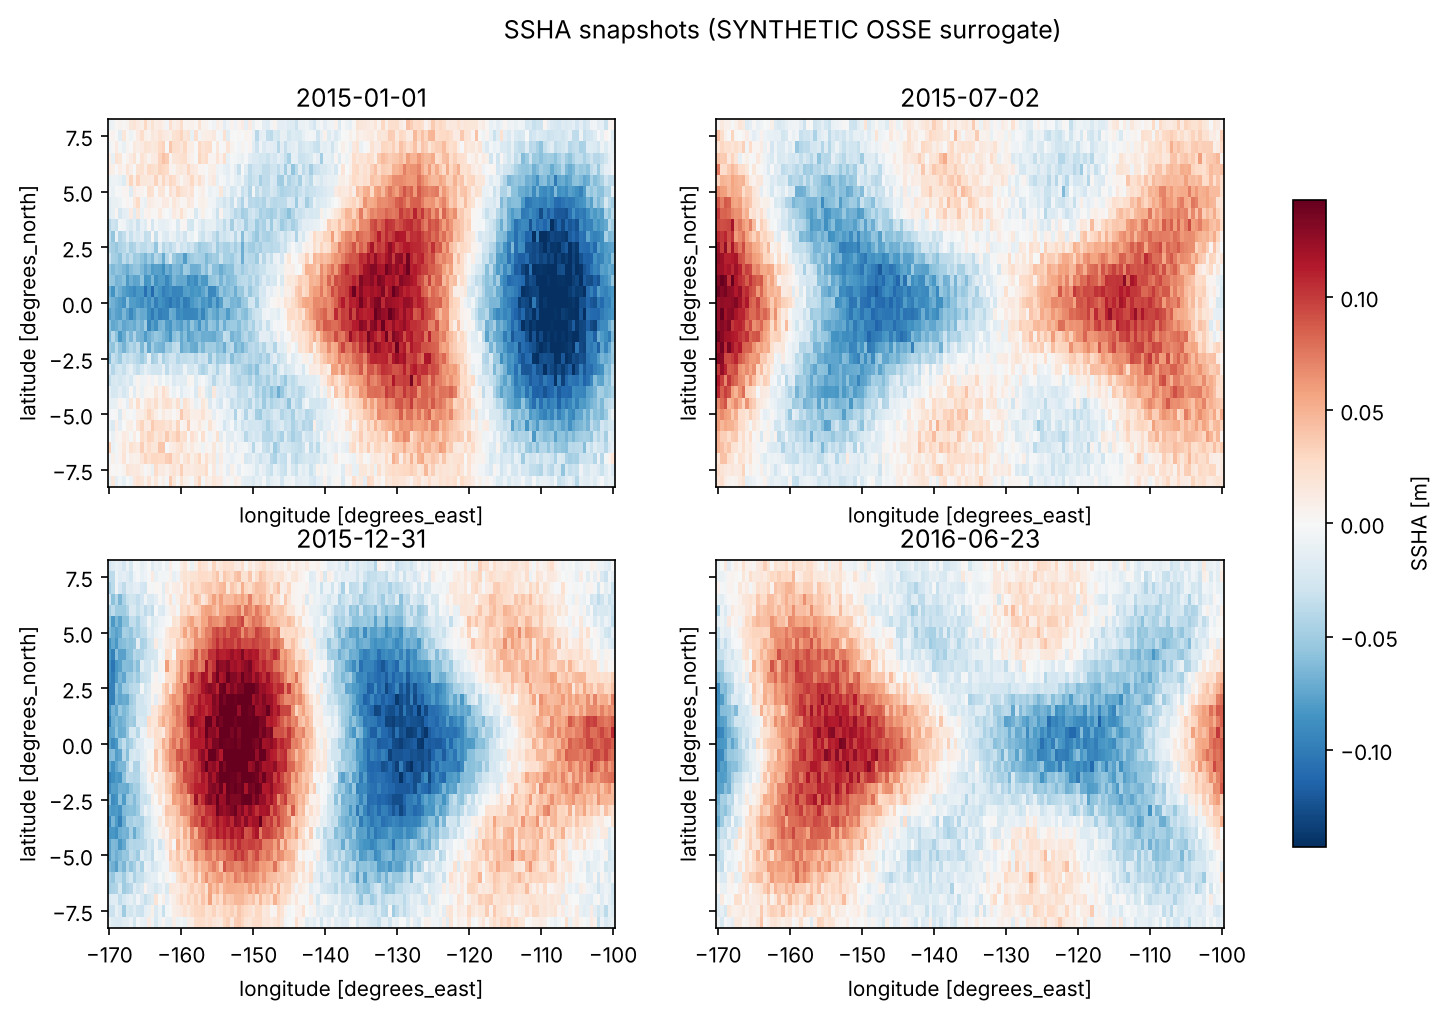 SSHA snapshots (SYNTHETIC OSSE surrogate)
2015-01-01
2015-07-02
7.5
5.0
2.5
0.0
−2.5
−5.0
−7.5
latitude [degrees_north]
latitude [degrees_north]
longitude [degrees_east]
longitude [degrees_east]
2015-12-31
2016-06-23
7.5
5.0
2.5
0.0
−2.5
−5.0
−7.5
latitude [degrees_north]
latitude [degrees_north]
−170 −160 −150 −140 −130 −120 −110 −100
−170 −160 −150 −140 −130 −120 −110 −100
longitude [degrees_east]
longitude [degrees_east]
0.10
0.05
0.00
−0.05
−0.10
SSHA [m]